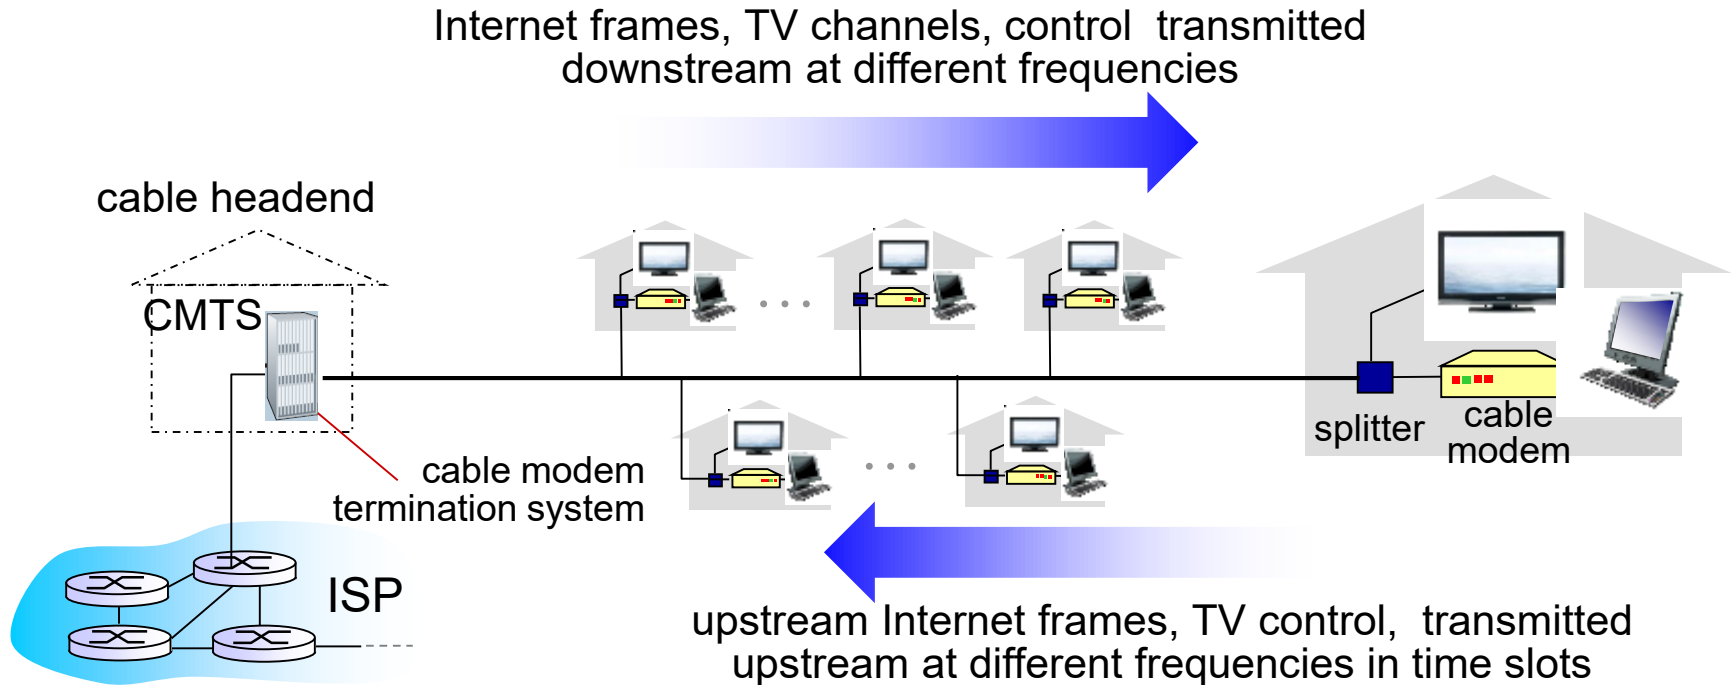 Internet frames, TV channels, control transmitted
downstream at different frequencies
cable headend
CMTS
splitter
cable
modem
cable modem
termination system
ISP
upstream Internet frames, TV control, transmitted
upstream at different frequencies in time slots